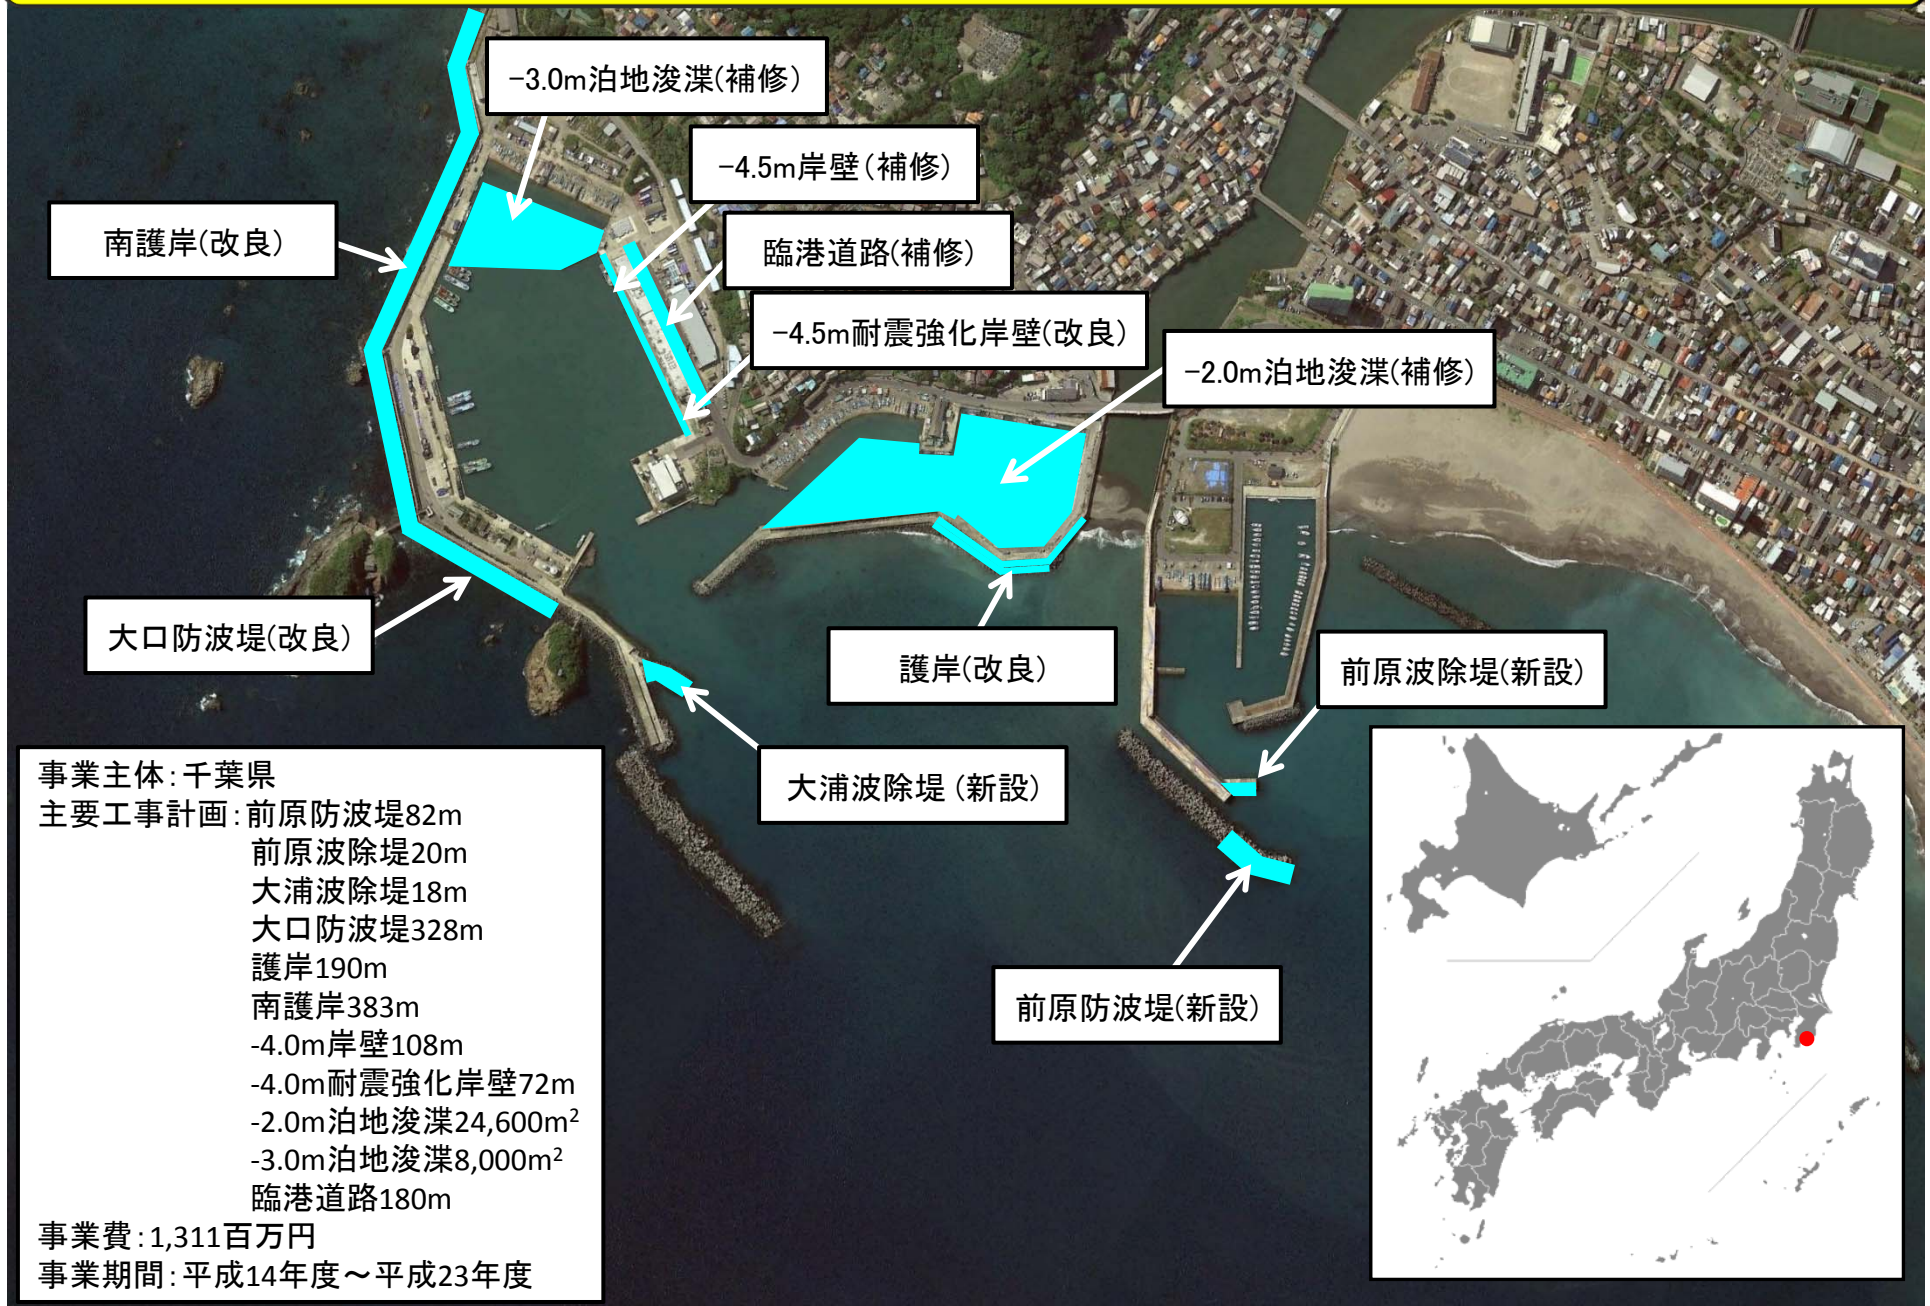 -3.0m泊地浚渫(補修)
-4.5m岸壁(補修)
南護岸(改良)
臨港道路(補修)
-4.5m耐震強化岸壁(改良)
-2.0m泊地浚渫(補修)
大口防波堤(改良)
護岸(改良)
前原波除堤(新設)
大浦波除堤(新設)
前原防波堤(新設)
事業主体:千葉県
主要工事計画:前原防波堤82m
前原波除堤20m
大浦波除堤18m
大口防波堤328m
護岸190m
南護岸383m
-4.0m岸壁108m
-4.0m耐震強化岸壁72m
-2.0m泊地浚渫24,600m²
-3.0m泊地浚渫8,000m²
臨港道路180m
事業費:1,311百万円
事業期間:平成14年度~平成23年度